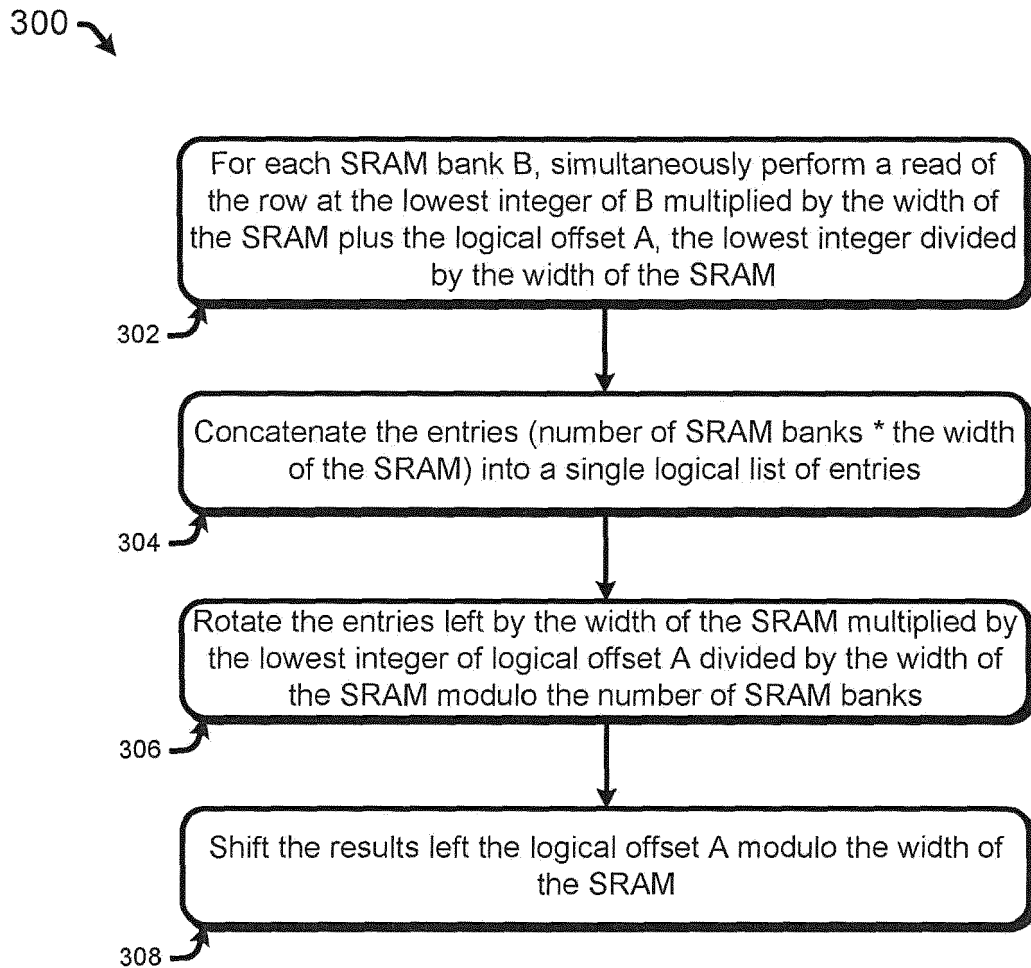 300
For each SRAM bank B, simultaneously perform a read of
the row at the lowest integer of B multiplied by the width of
the SRAM plus the logical offset A, the lowest integer divided
by the width of the SRAM
302
Concatenate the entries (number of SRAM banks * the width
of the SRAM) into a single logical list of entries
304
Rotate the entries left by the width of the SRAM multiplied by
the lowest integer of logical offset A divided by the width of
the SRAM modulo the number of SRAM banks
306
Shift the results left the logical offset A modulo the width of
the SRAM
308